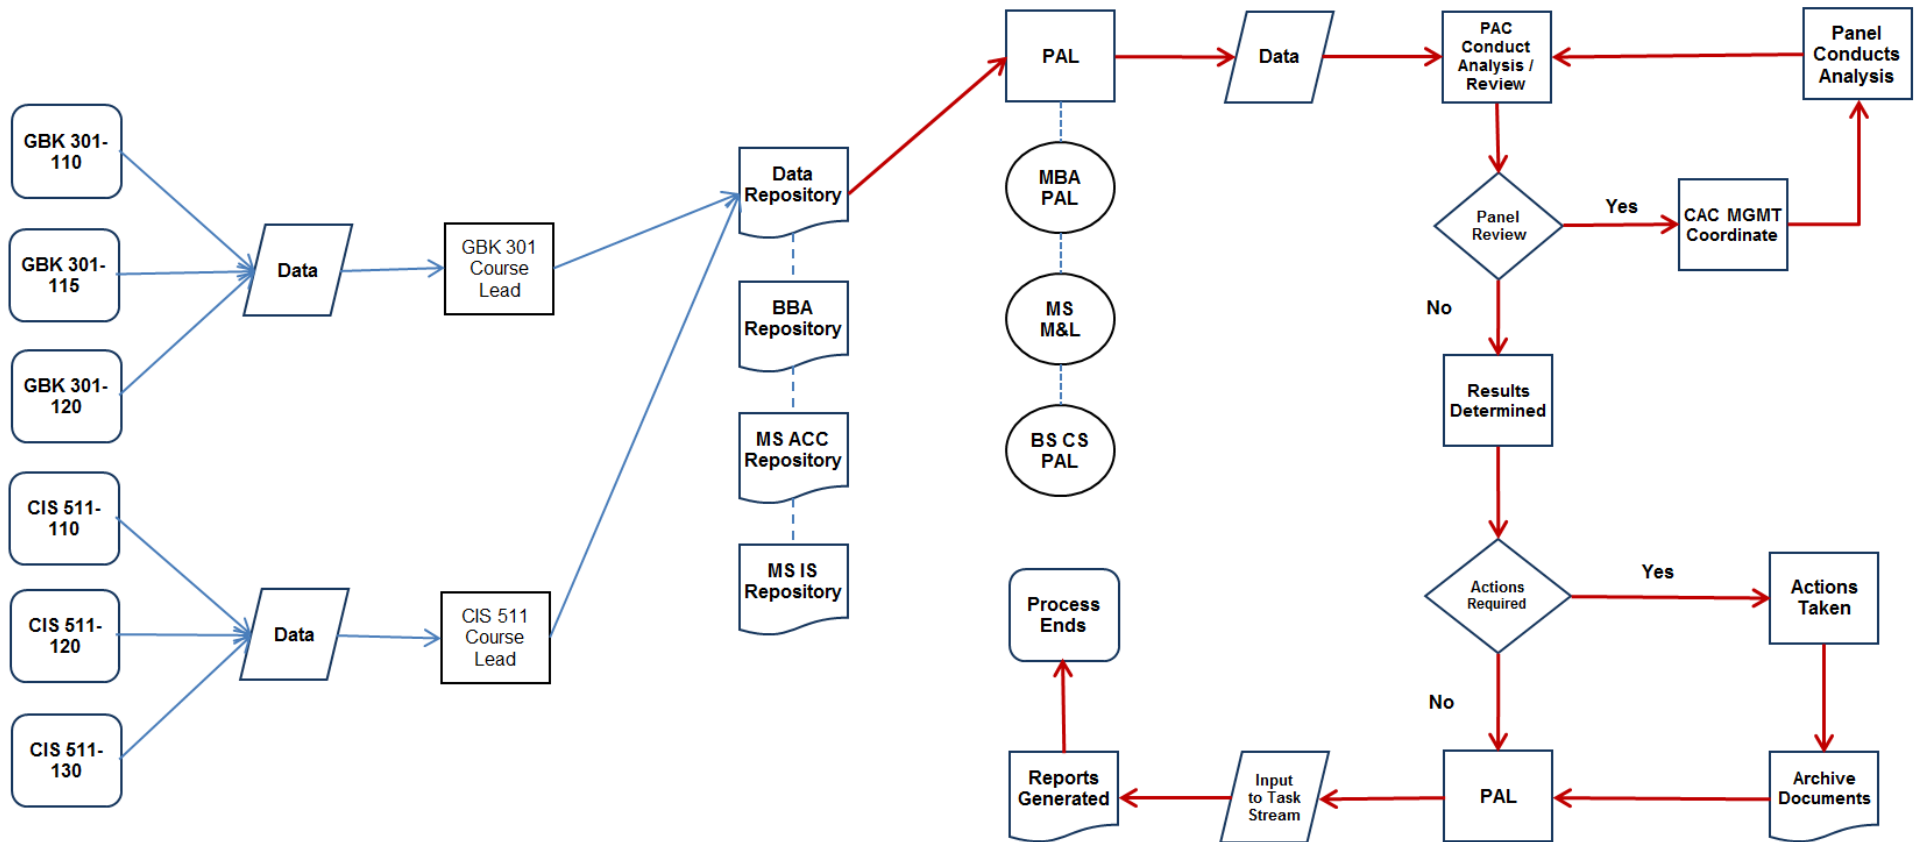 GBK 301-
110
GBK 301-
115
GBK 301-
120
CIS 511-
110
CIS 511-
120
CIS 511-
130
Data
Data
GBK 301
Course
Lead
CIS 511
Course
Lead
Data
Repository
BBA
Repository
MS ACC
Repository
MS IS
Repository
PAL
MBA
PAL
MS
M&L
BS CS
PAL
Data
PAC
Conduct
Analysis /
Review
Panel
Conducts
Analysis
Panel
Review
Yes
CAC MGMT
Coordinate
No
Results
Determined
Actions
Required
Yes
Actions
Taken
No
Archive
Documents
PAL
Input
to Task
Stream
Reports
Generated
Process
Ends